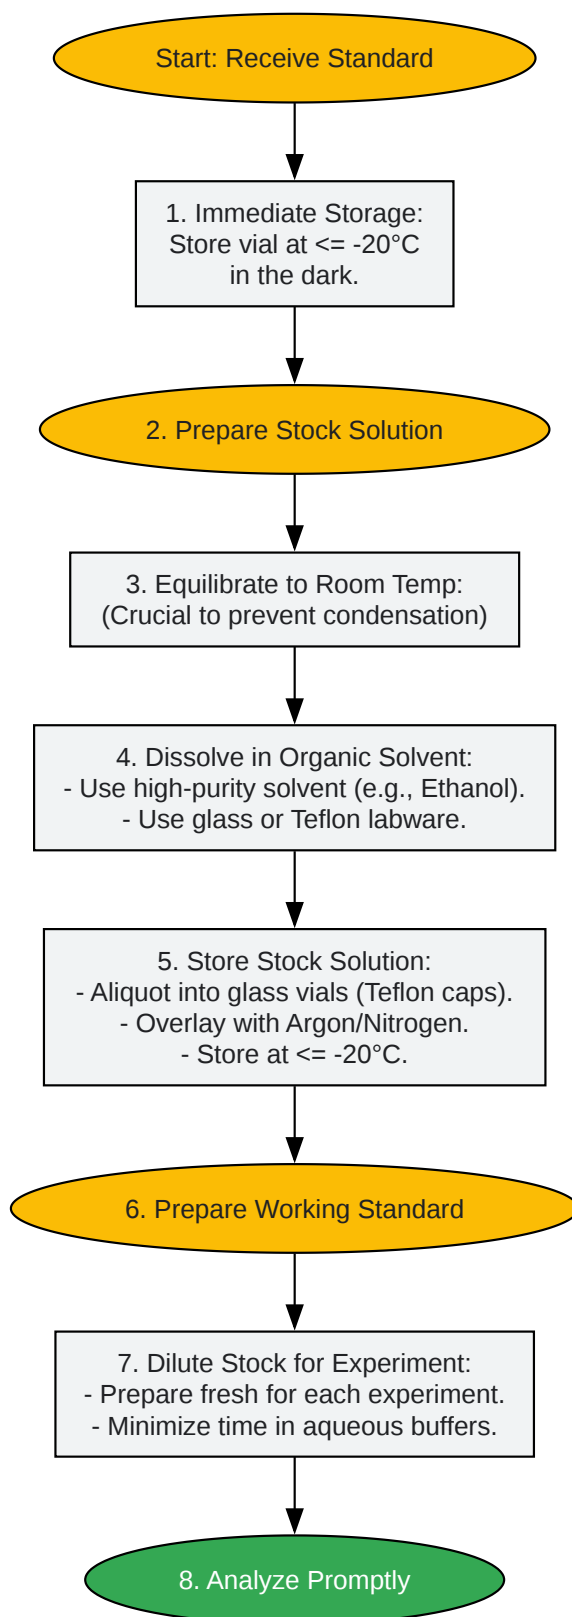 Start: Receive Standard
1. Immediate Storage:
Store vial at <= -20°C
in the dark.
2. Prepare Stock Solution
3. Equilibrate to Room Temp:
(Crucial to prevent condensation)
4. Dissolve in Organic Solvent:
- Use high-purity solvent (e.g., Ethanol).
- Use glass or Teflon labware.
5. Store Stock Solution:
- Aliquot into glass vials (Teflon caps).
- Overlay with Argon/Nitrogen.
- Store at <= -20°C.
6. Prepare Working Standard
7. Dilute Stock for Experiment:
- Prepare fresh for each experiment.
- Minimize time in aqueous buffers.
8. Analyze Promptly